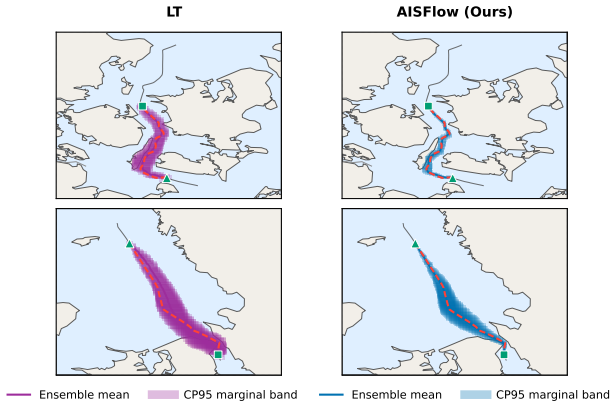 LT
AISFlow (Ours)
Ensemble mean
CP95 marginal band
Ensemble mean
CP95 marginal band